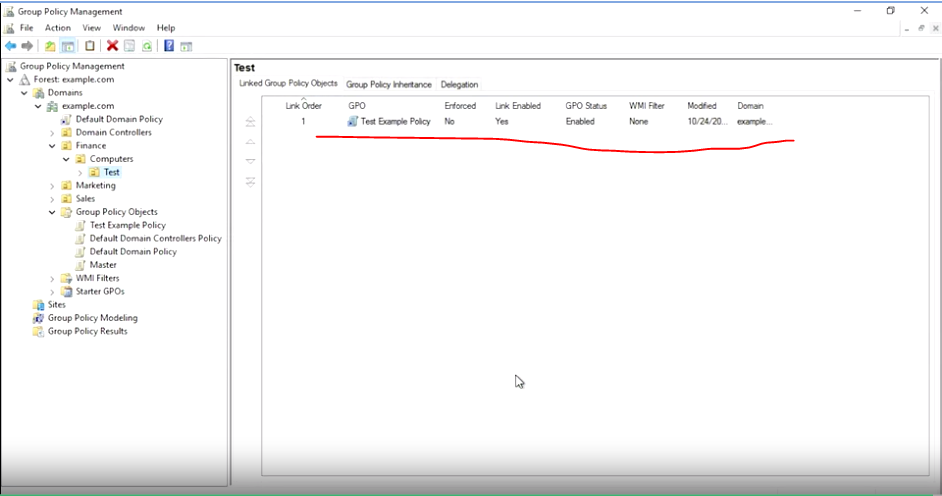 Group Policy Management
File Action View Window Help
Group Policy Management
Forest: example.com
Domains
example.com
Default Domain Policy
Domain Controllers
Finance
Computers
Test
Marketing
Sales
Group Policy Objects
Test Example Policy
Default Domain Controllers Policy
Default Domain Policy
Master
WMI Filters
Starter GPOs
Sites
Group Policy Modeling
Group Policy Results
Test
Linked Group Policy Objects Group Policy Inheritance Delegation
Link Order GPO Enforced Link Enabled GPO Status WMI Filter Modified Domain
1 Test Example Policy No Yes Enabled None 10/24/20... example...